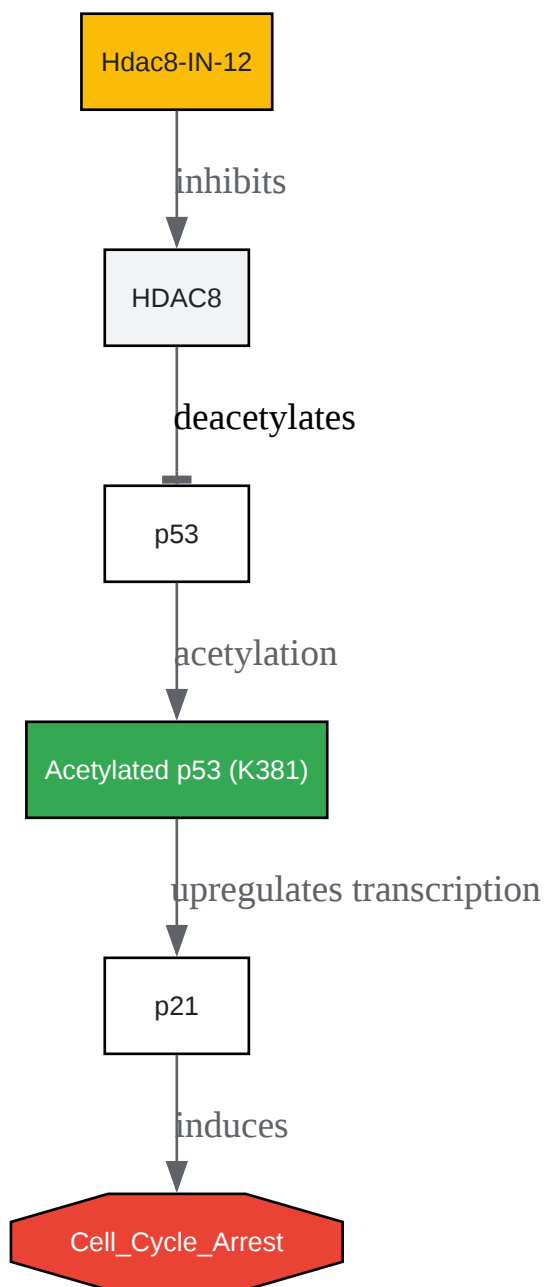 Hdac8-IN-12
inhibits
HDAC8
deacetylates
p53
acetylation
Acetylated p53 (K381)
upregulates transcription
p21
induces
Cell_Cycle_Arrest